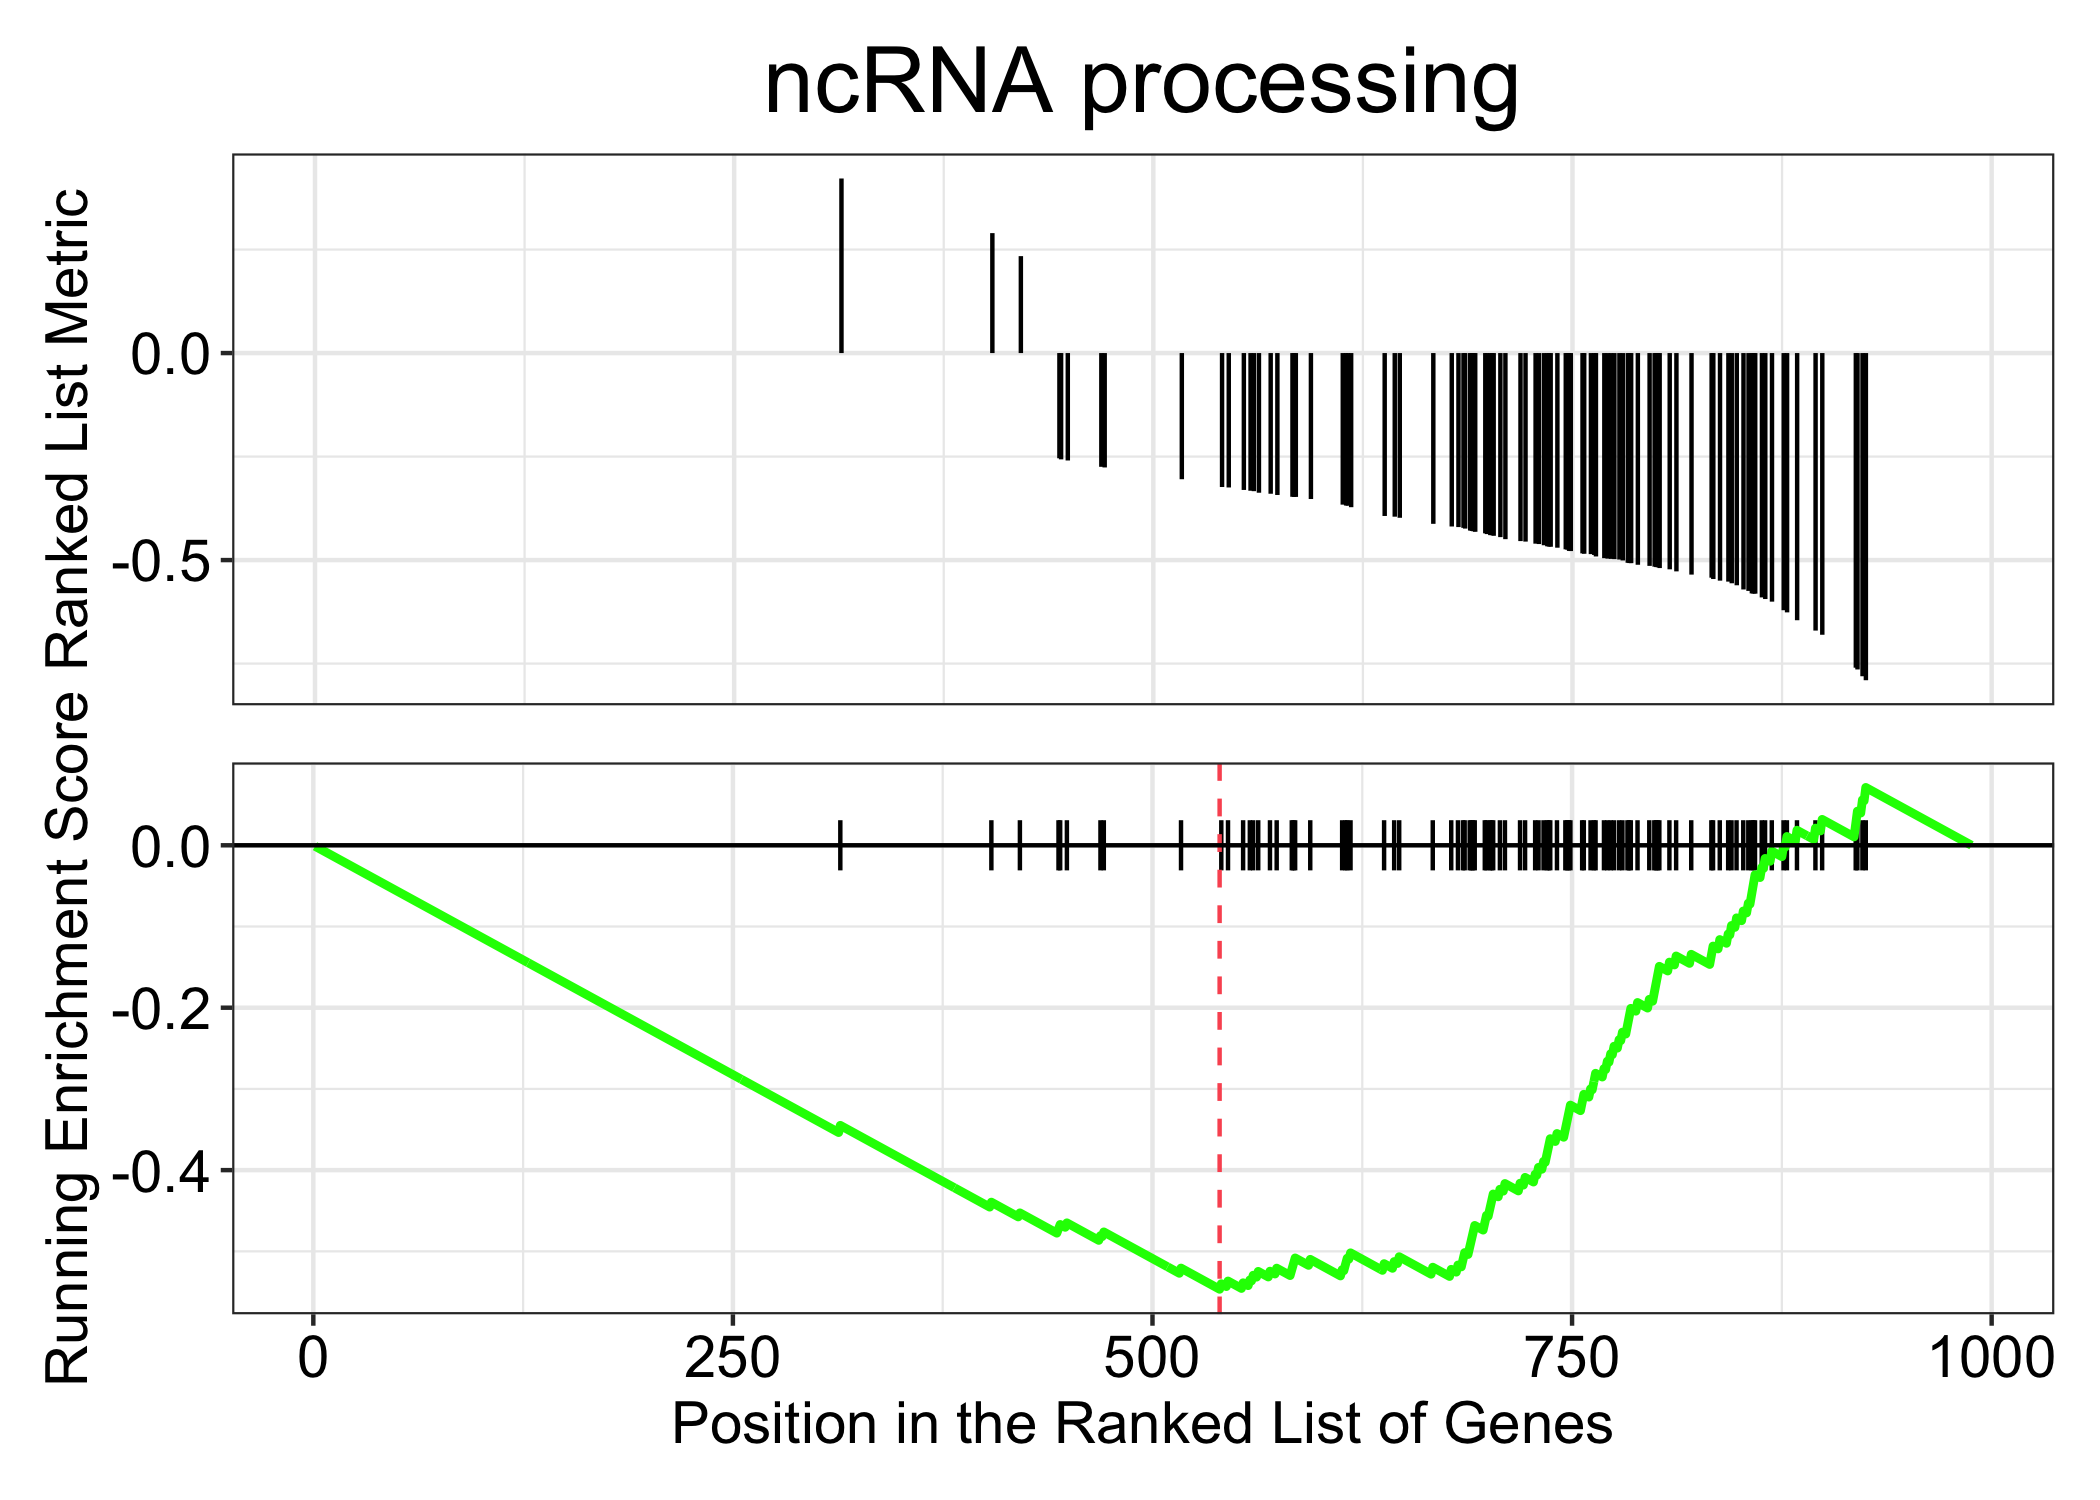 ncRNA processing
Ranked List Metric
0.0
-0.5
Running Enrichment Score
0.0
-0.2
-0.4
0
250
500
750
1000
Position in the Ranked List of Genes